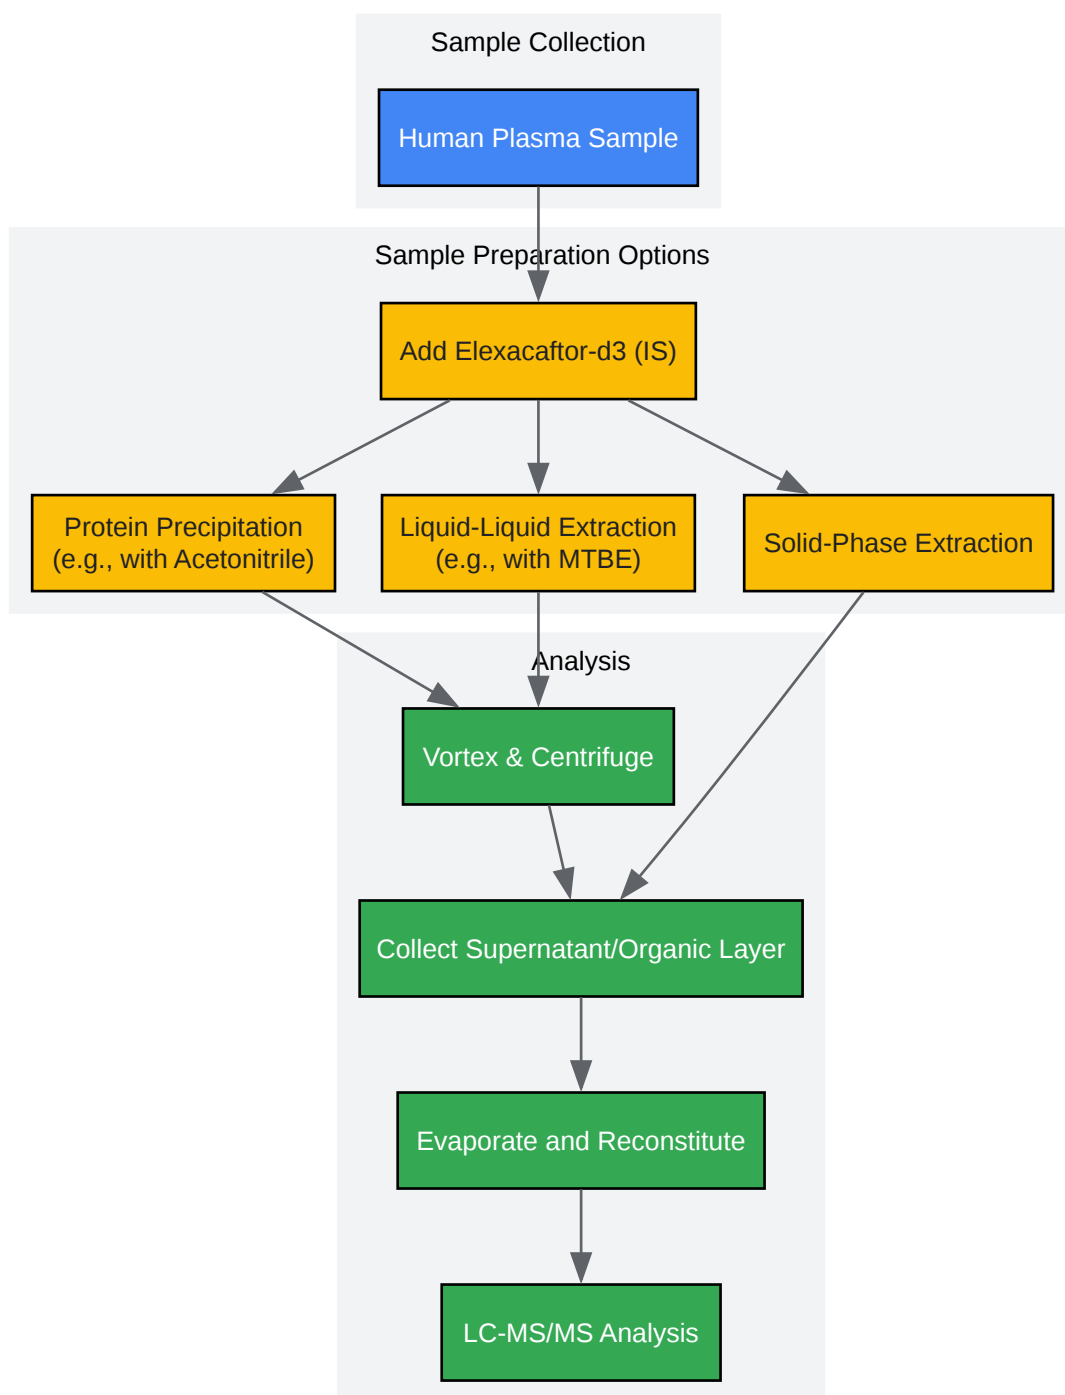 Sample Collection
Human Plasma Sample
Sample Preparation Options
Add Elexacaftor-d3 (IS)
Protein Precipitation
(e.g., with Acetonitrile)
Liquid-Liquid Extraction
(e.g., with MTBE)
Solid-Phase Extraction
Analysis
Vortex & Centrifuge
Collect Supernatant/Organic Layer
Evaporate and Reconstitute
LC-MS/MS Analysis